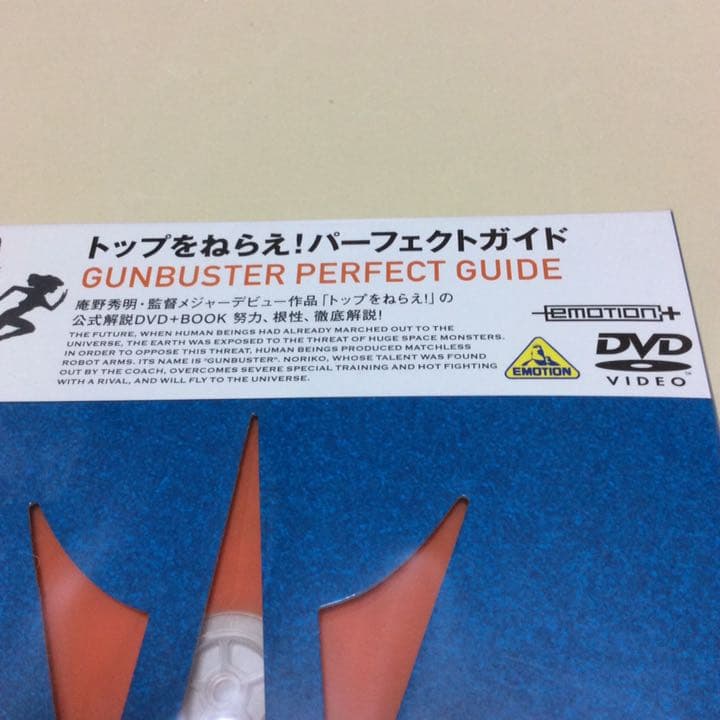 トップをねらえ!パーフェクトガイド
GUNBUSTER PERFECT GUIDE
庵野秀明・監督メジャーデビュー作品「トップをねらえ!」の
公式解説DVD+BOOK 努力、根性、徹底解説!
THE FUTURE, WHEN HUMAN BEINGS HAD ALREADY MARCHED OUT TO THE
UNIVERSE, THE EARTH WAS EXPOSED TO THE THREAT OF HUGE SPACE MONSTERS.
IN ORDER TO OPPOSE THIS THREAT, HUMAN BEINGS PRODUCED MATCHLESS
ROBOT ARMS. ITS NAME IS "GUNBUSTER". NORIKO, WHOSE TALENT WAS FOUND
OUT BY THE COACH, OVERCOMES SEVERE SPECIAL TRAINING AND HOT FIGHTING
WITH A RIVAL, AND WILL FLY TO THE UNIVERSE.
EMOTION+
EMOTION
DVD
VIDEO™